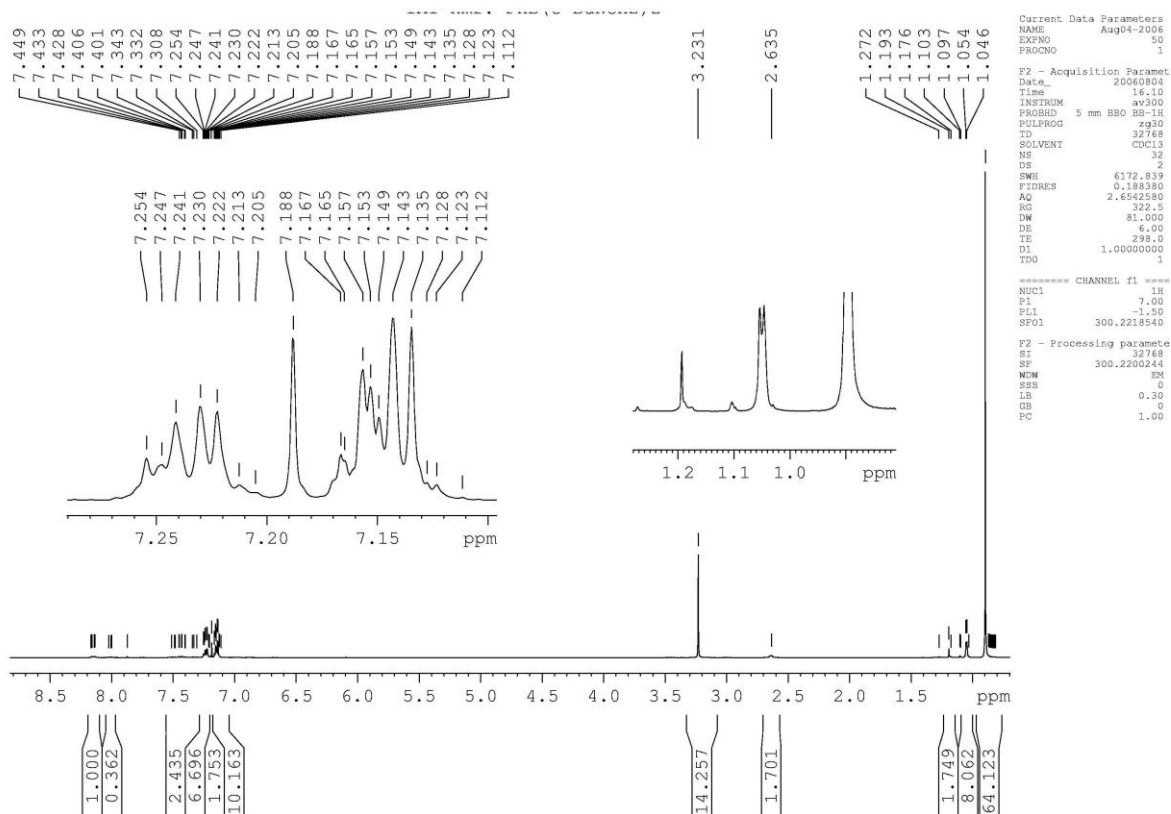 7.449 7.433 7.428 7.406 7.401 7.343 7.332 7.308 7.254 7.247 7.241 7.230 7.222 7.213 7.205 7.188 7.167 7.165 7.157 7.153 7.149 7.143 7.135 7.128 7.123 7.112
3.231
2.635
1.272 1.193 1.176 1.103 1.097 1.054 1.046
7.254 7.247 7.241 7.230 7.222 7.213 7.205 7.188 7.167 7.165 7.157 7.153 7.149 7.143 7.135 7.128 7.123 7.112
7.25 7.20 7.15 ppm
1.2 1.1 1.0 ppm
8.5 8.0 7.5 7.0 6.5 6.0 5.5 5.0 4.5 4.0 3.5 3.0 2.5 2.0 1.5 ppm
1.000 0.362 2.435 6.696 1.753 10.163 14.257 1.701 1.749 8.062 64.123
Current Data Parameters
NAME Aug04-2006
EXPNO 50
PROCNO 1
F2 - Acquisition Paramet
Date_ 20060804
Time 16.10
INSTRUM av300
PROBHD 5 mm BBO BB-1H
PULPROG zg30
TD 32768
SOLVENT CDCl3
NS 32
DS 2
SWH 6172.839
FIDRES 0.188380
AQ 2.6542580
RG 322.5
DW 81.000
DE 6.00
TE 298.0
D1 1.00000000
TD0 1
======== CHANNEL f1 ====
NUC1 1H
P1 7.00
PL1 -1.50
SFO1 300.2218540
F2 - Processing paramete
SI 32768
SF 300.2200244
WDW EM
SSB 0
LB 0.30
GB 0
PC 1.00